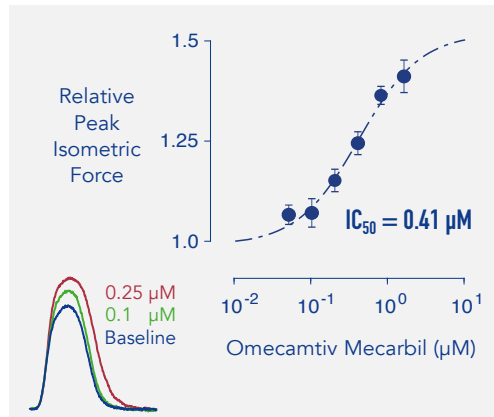 1.5
Relative
Peak
Isometric
Force
1.25
1.0
IC₅₀ = 0.41 µM
0.25 µM
0.1 µM
Baseline
10⁻² 10⁻¹ 10⁰ 10¹
Omecamtiv Mecarbil (µM)